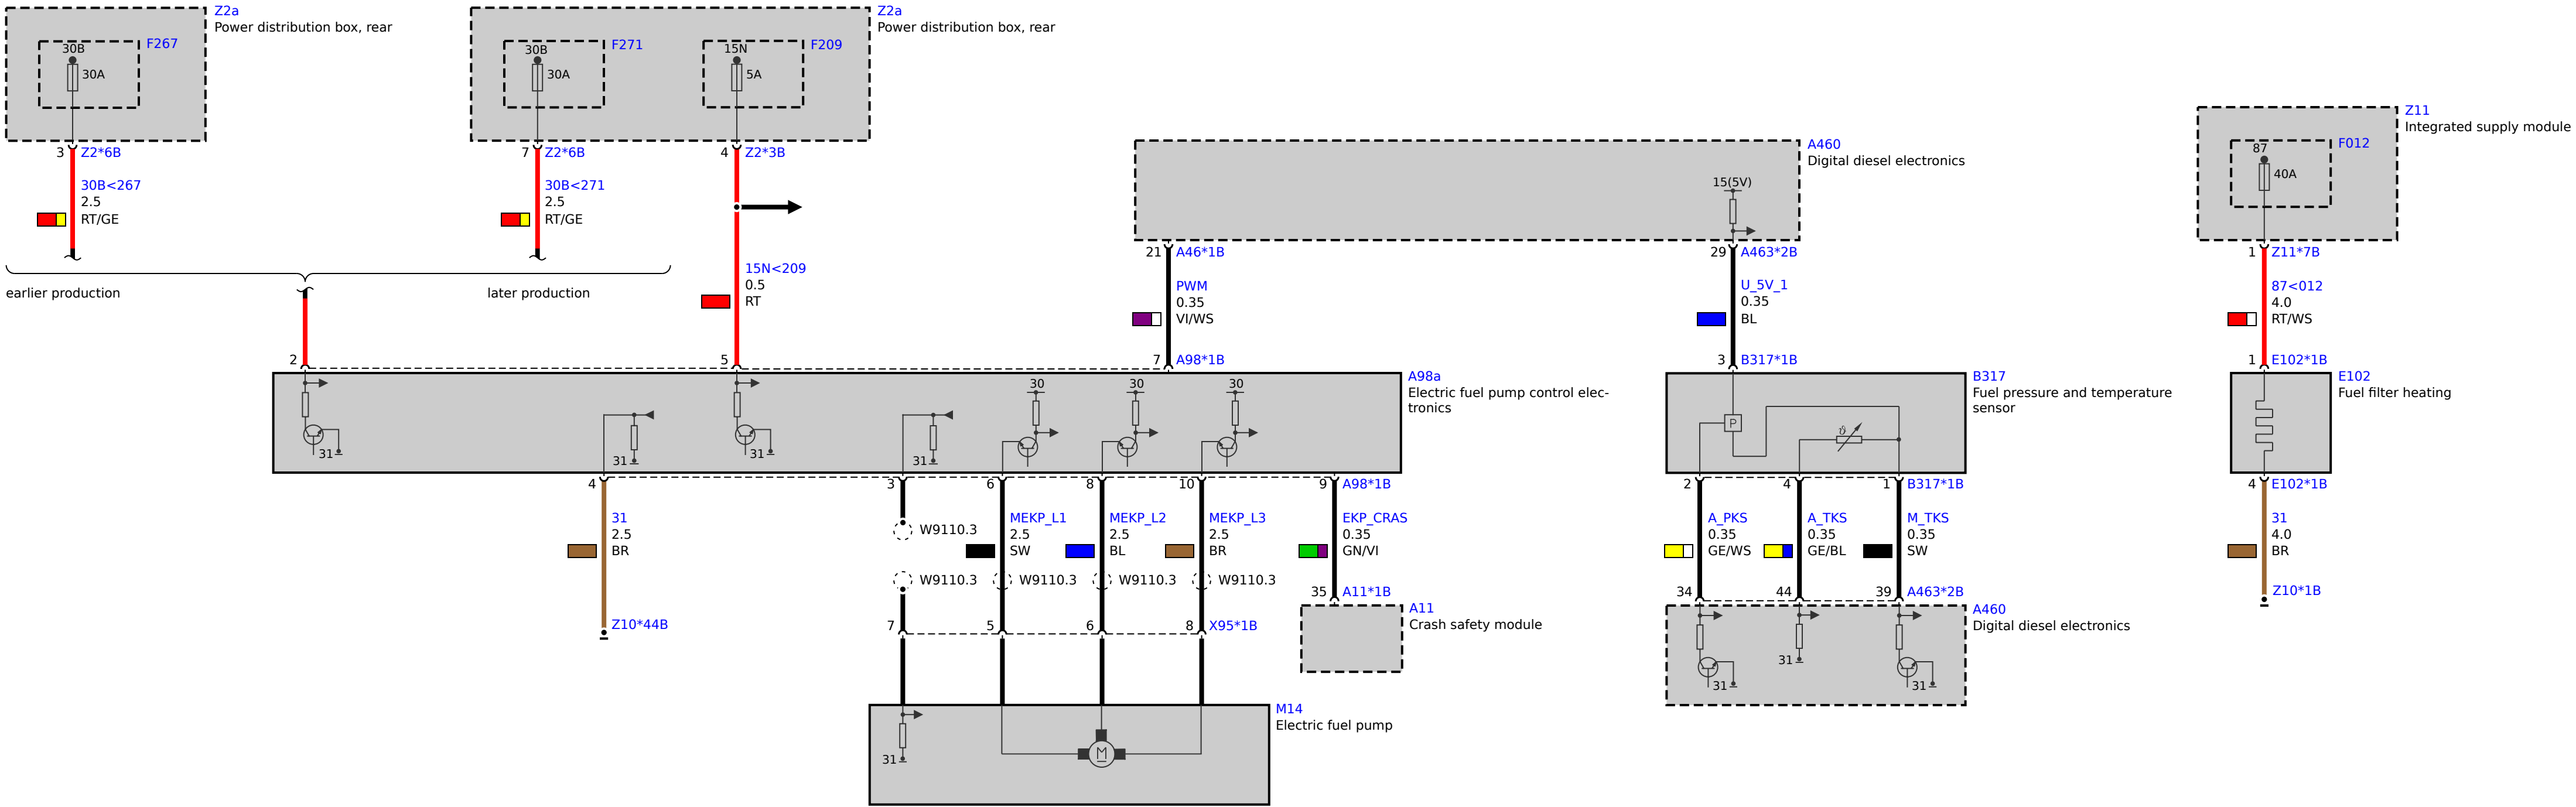 Z2a
Power distribution box, rear
F267
30B
30A
3 Z2*6B
30B<267
2.5
RT/GE
Z2a
Power distribution box, rear
F271
30B
30A
F209
15N
5A
7 Z2*6B
30B<271
2.5
RT/GE
4 Z2*3B
15N<209
0.5
RT
earlier production
later production
A460
Digital diesel electronics
15(5V)
21 A46*1B
PWM
0.35
VI/WS
7 A98*1B
29 A463*2B
U_5V_1
0.35
BL
3 B317*1B
Z11
Integrated supply module
F012
87
40A
1 Z11*7B
87<012
4.0
RT/WS
1 E102*1B
2
5
A98a
Electric fuel pump control elec-
tronics
30
30
30
31
31
31
31
B317
Fuel pressure and temperature
sensor
P
ϑ
E102
Fuel filter heating
4
3
6
8
10
9 A98*1B
31
2.5
BR
Z10*44B
W9110.3
W9110.3
MEKP_L1
2.5
SW
W9110.3
MEKP_L2
2.5
BL
W9110.3
MEKP_L3
2.5
BR
W9110.3
EKP_CRAS
0.35
GN/VI
35 A11*1B
A11
Crash safety module
7
5
6
8 X95*1B
M14
Electric fuel pump
31
M
2
4
1 B317*1B
A_PKS
0.35
GE/WS
A_TKS
0.35
GE/BL
M_TKS
0.35
SW
34
44
39 A463*2B
A460
Digital diesel electronics
31
31
31
4 E102*1B
31
4.0
BR
Z10*1B